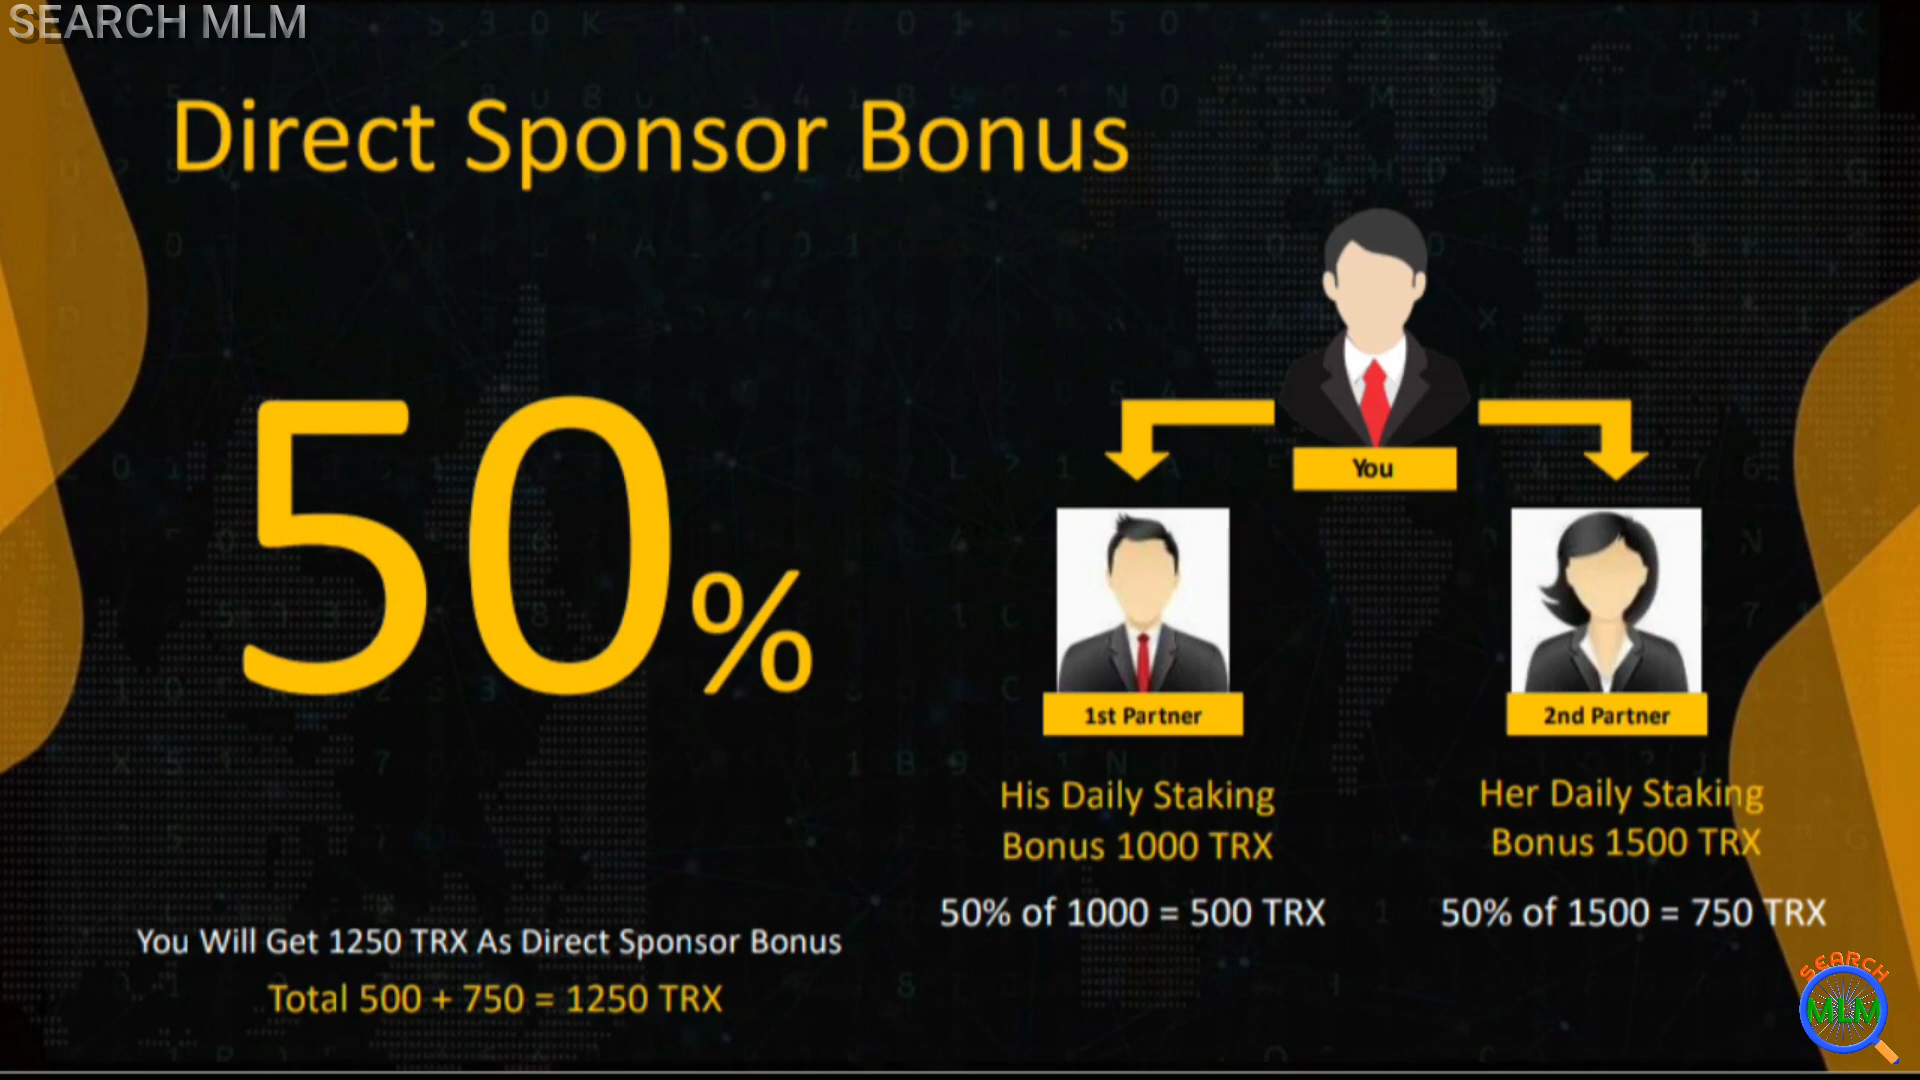 SEARCH MLM
Direct Sponsor Bonus
50%
You
1st Partner
2nd Partner
His Daily Staking
Bonus 1000 TRX
50% of 1000 = 500 TRX
Her Daily Staking
Bonus 1500 TRX
50% of 1500 = 750 TRX
You Will Get 1250 TRX As Direct Sponsor Bonus
Total 500 + 750 = 1250 TRX
SEARCH
MLM